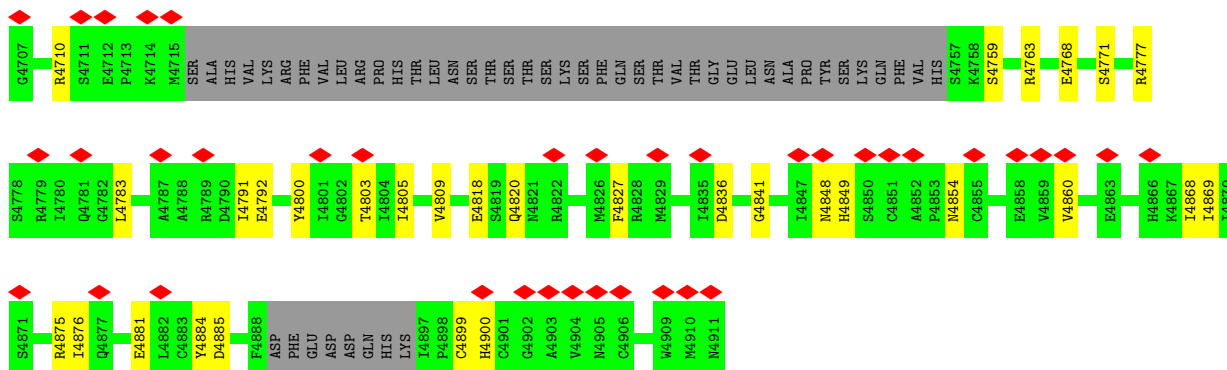 G4707 R4710 S4711 E4712 P4713 K4714 M4715 SER ALA HIS VAL LYS ARG PHE VAL LEU ARG PRO HIS THR LEU ASN SER THR SER THR SER LYS SER PHE GLN SER THR VAL THR GLY GLU LEU ASN ALA PRO TYR SER LYS GLN PHE VAL HIS S4757 K4758 S4759 R4763 E4768 S4771 R4777
S4778 R4779 I4780 Q4781 G4782 L4783 A4787 A4788 R4789 D4790 I4791 E4792 Y4800 I4801 G4802 T4803 I4804 I4805 V4809 E4818 S4819 Q4820 N4821 R4822 M4826 F4827 R4828 M4829 I4835 D4836 G4841 I4847 N4848 H4849 S4850 C4851 A4852 P4853 N4854 C4855 E4858 V4859 V4860 E4863 H4866 K4867 I4868 I4869
S4871 R4875 I4876 Q4877 E4881 L4882 C4883 Y4884 D4885 F4888 ASP PHE GLU ASP ASP GLN HIS LYS I4897 P4898 C4899 H4900 C4901 G4902 A4903 V4904 N4905 C4906 W4909 M4910 N4911